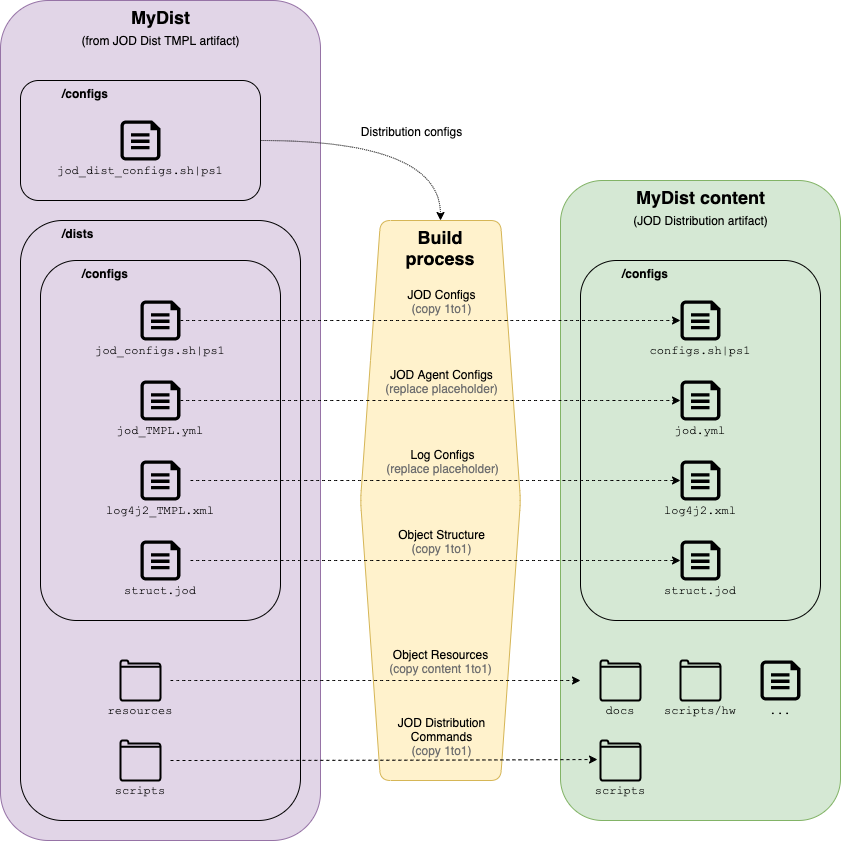 MyDist
(from JOD Dist TMPL artifact)
/configs
jod_dist_configs.sh|ps1
/dists
/configs
jod_configs.sh|ps1
jod_TMPL.yml
log4j2_TMPL.xml
struct.jod
resources
scripts
Distribution configs
Build
process
JOD Configs
(copy 1to1)
JOD Agent Configs
(replace placeholder)
Log Configs
(replace placeholder)
Object Structure
(copy 1to1)
Object Resources
(copy content 1to1)
JOD Distribution
Commands
(copy 1to1)
MyDist content
(JOD Distribution artifact)
/configs
configs.sh|ps1
jod.yml
log4j2.xml
struct.jod
docs
scripts/hw
...
scripts